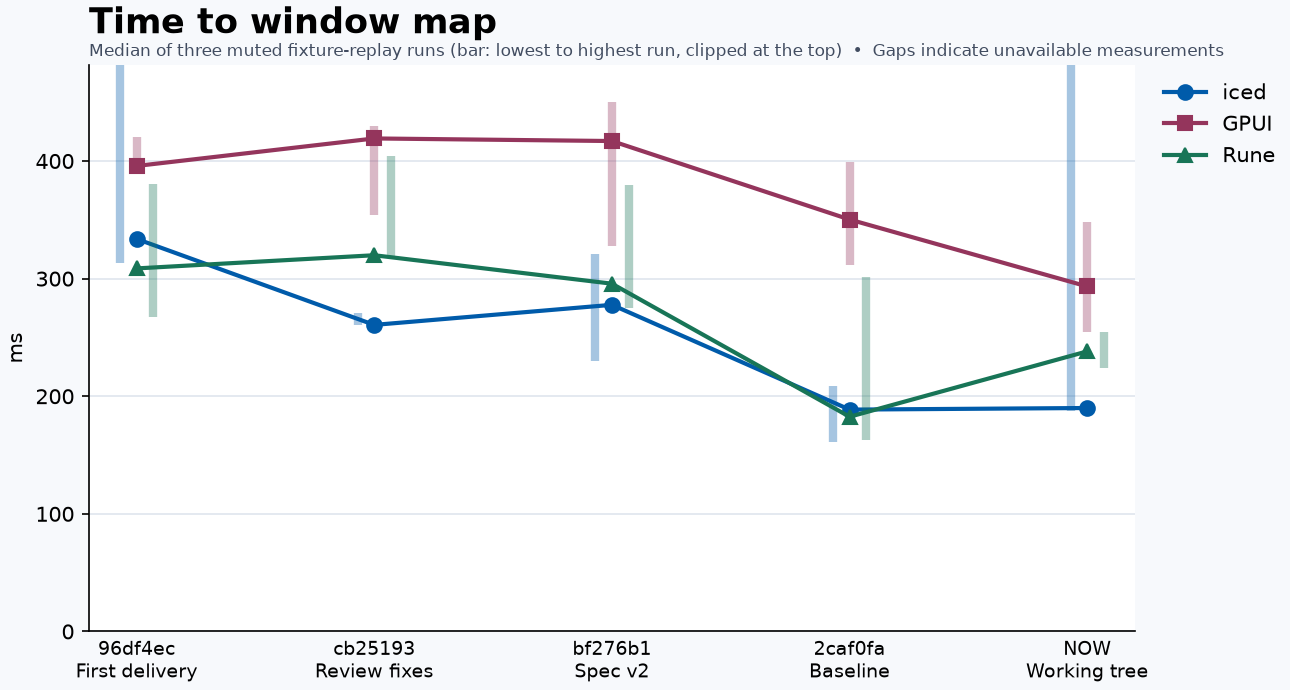 Time to window map
Median of three muted fixture-replay runs (bar: lowest to highest run, clipped at the top)  •  Gaps indicate unavailable measurements
iced
GPUI
Rune
ms
400
300
200
100
0
96df4ec
First delivery
cb25193
Review fixes
bf276b1
Spec v2
2caf0fa
Baseline
NOW
Working tree